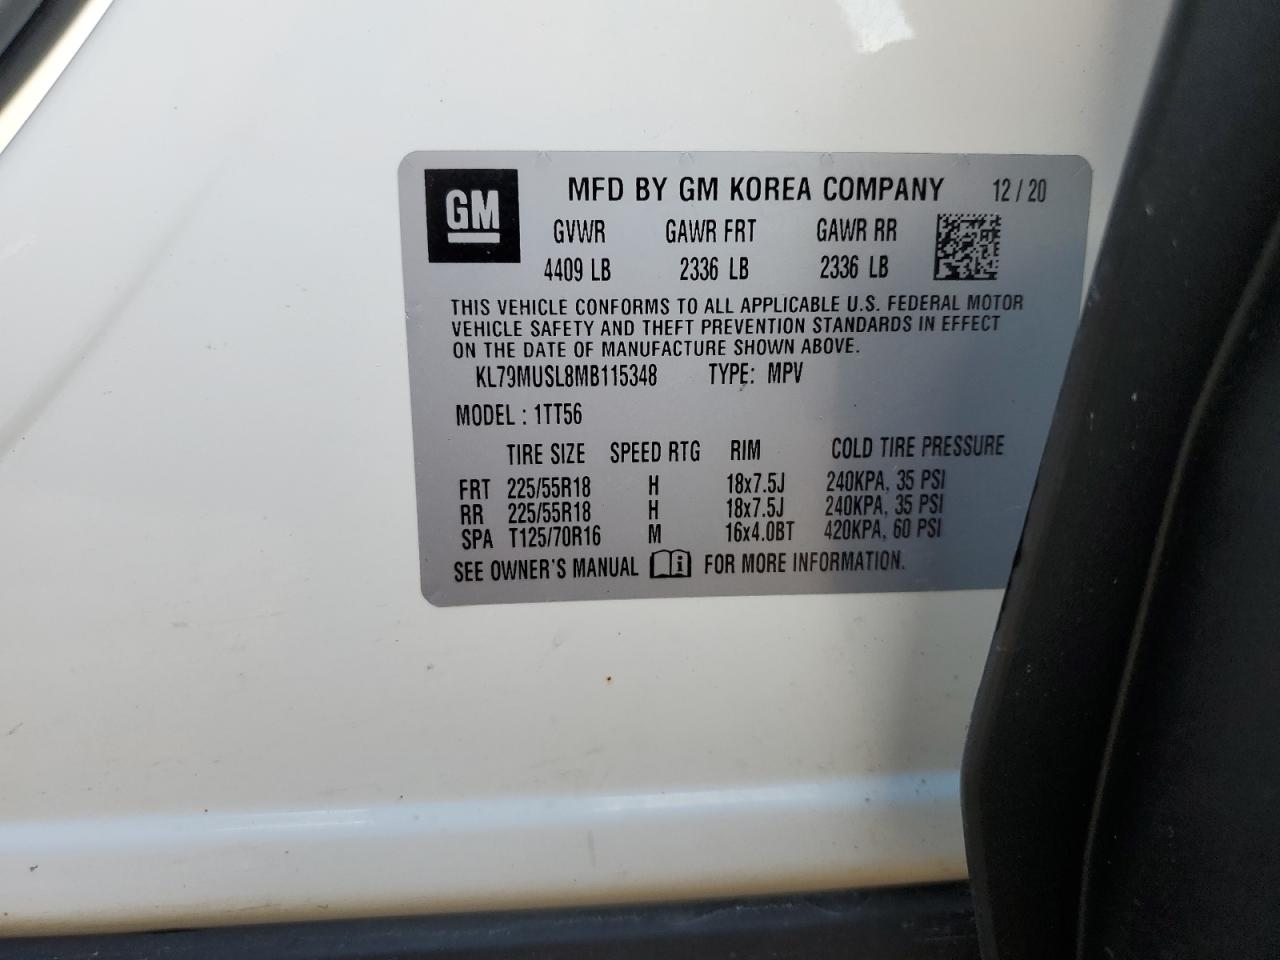 GM
MFD BY GM KOREA COMPANY 12/20
GVWR GAWR FRT GAWR RR
4409 LB 2336 LB 2336 LB
THIS VEHICLE CONFORMS TO ALL APPLICABLE U.S. FEDERAL MOTOR
VEHICLE SAFETY AND THEFT PREVENTION STANDARDS IN EFFECT
ON THE DATE OF MANUFACTURE SHOWN ABOVE.
KL79MUSL8MB115348 TYPE: MPV
MODEL : 1TT56
TIRE SIZE SPEED RTG RIM COLD TIRE PRESSURE
FRT 225/55R18 H 18x7.5J 240KPA, 35 PSI
RR 225/55R18 H 18x7.5J 240KPA, 35 PSI
SPA T125/70R16 M 16x4.0BT 420KPA, 60 PSI
SEE OWNER'S MANUAL i FOR MORE INFORMATION.